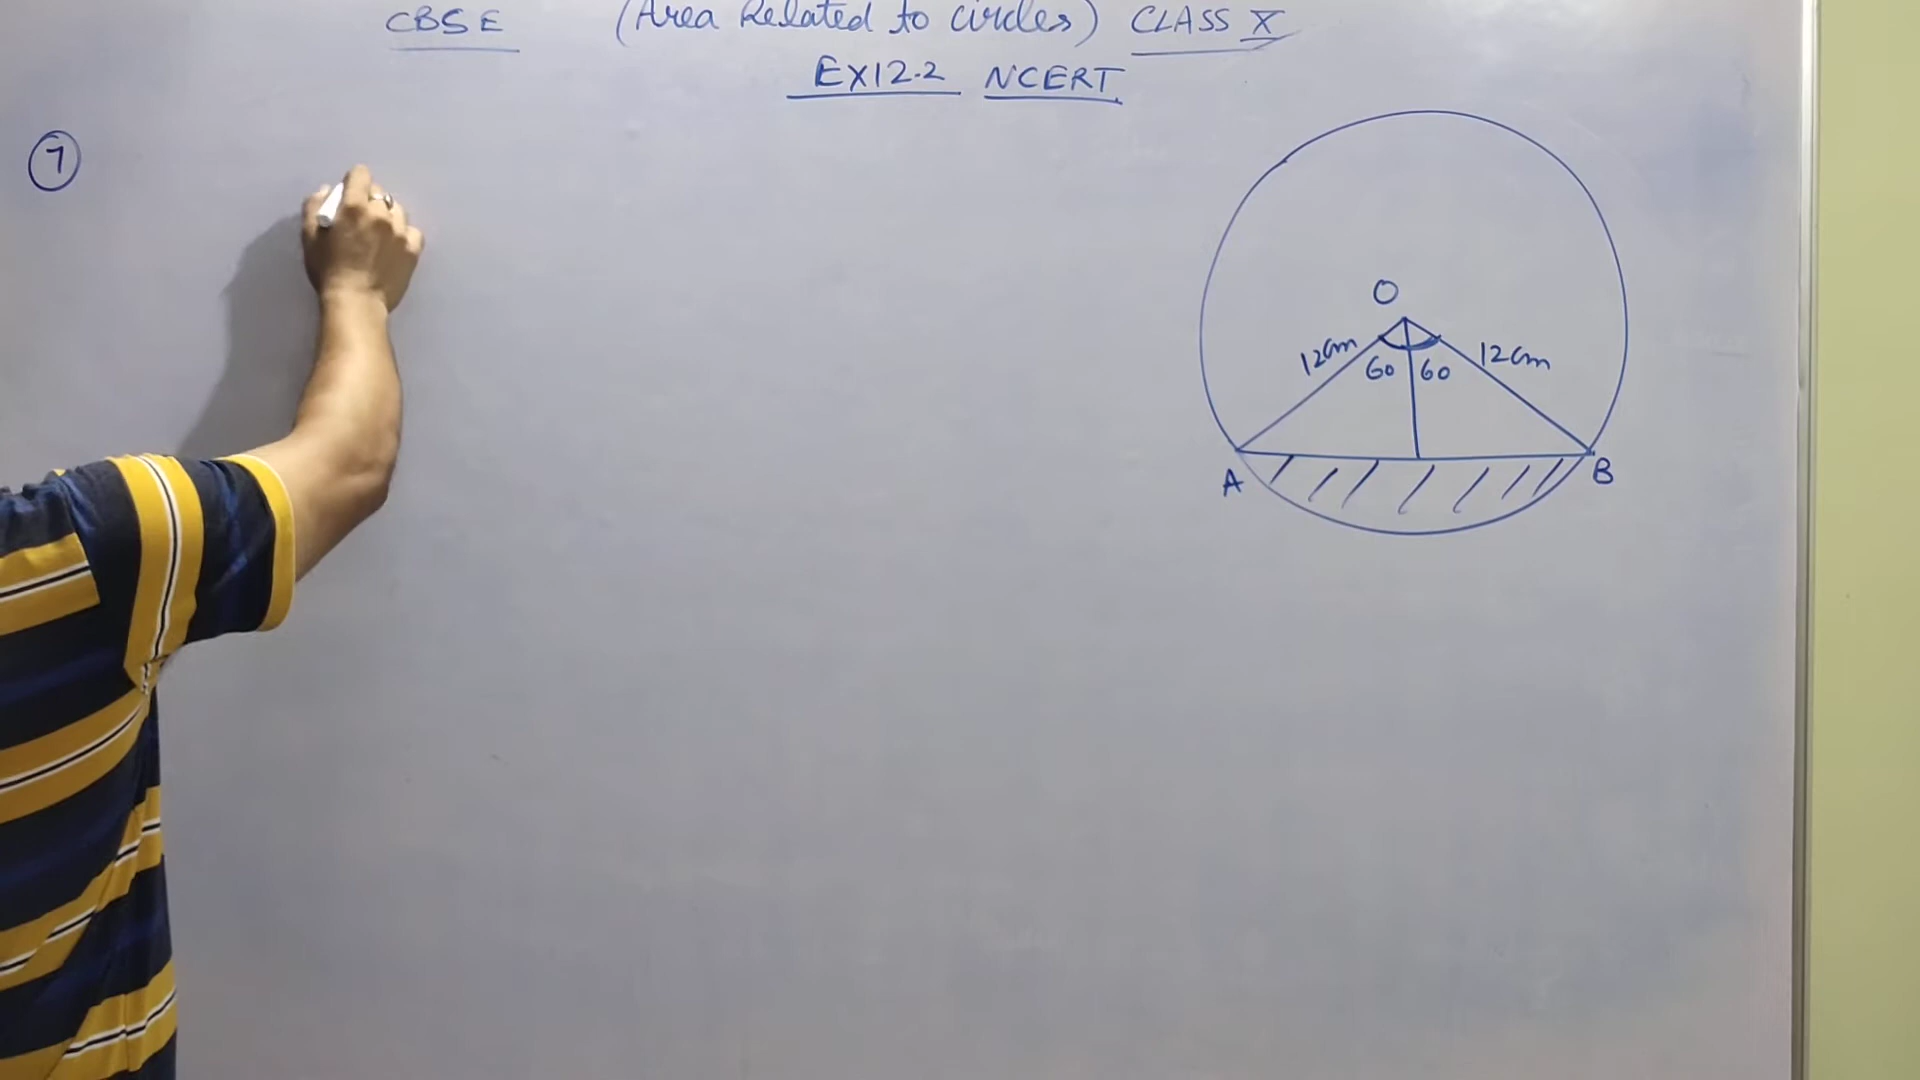 CBSE (Area Related to circles) CLASS X
EX12.2 NCERT
7
O
12cm 12cm
60 60
A B